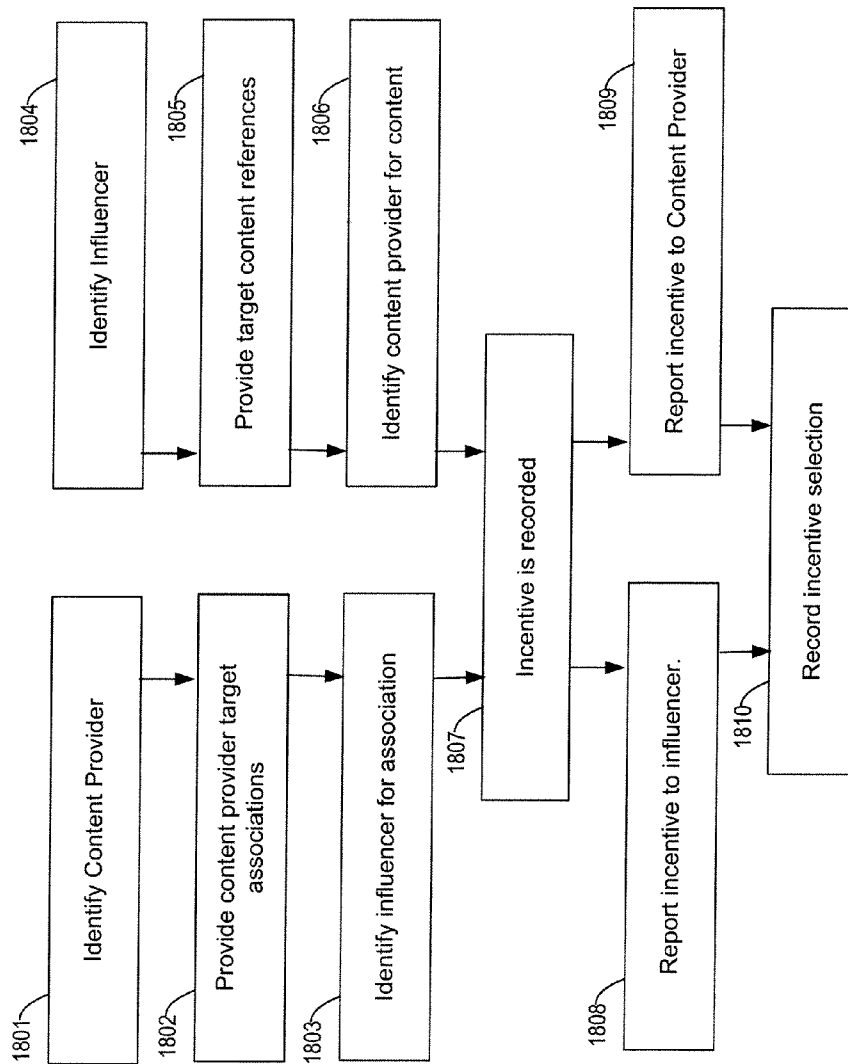 1801
Identify Content Provider
1802
Provide content provider target
associations
1803
Identify influencer for association
1804
Identify Influencer
1805
Provide target content references
1806
Identify content provider for content
1807
Incentive is recorded
1808
Report incentive to influencer.
1809
Report incentive to Content Provider
1810
Record incentive selection